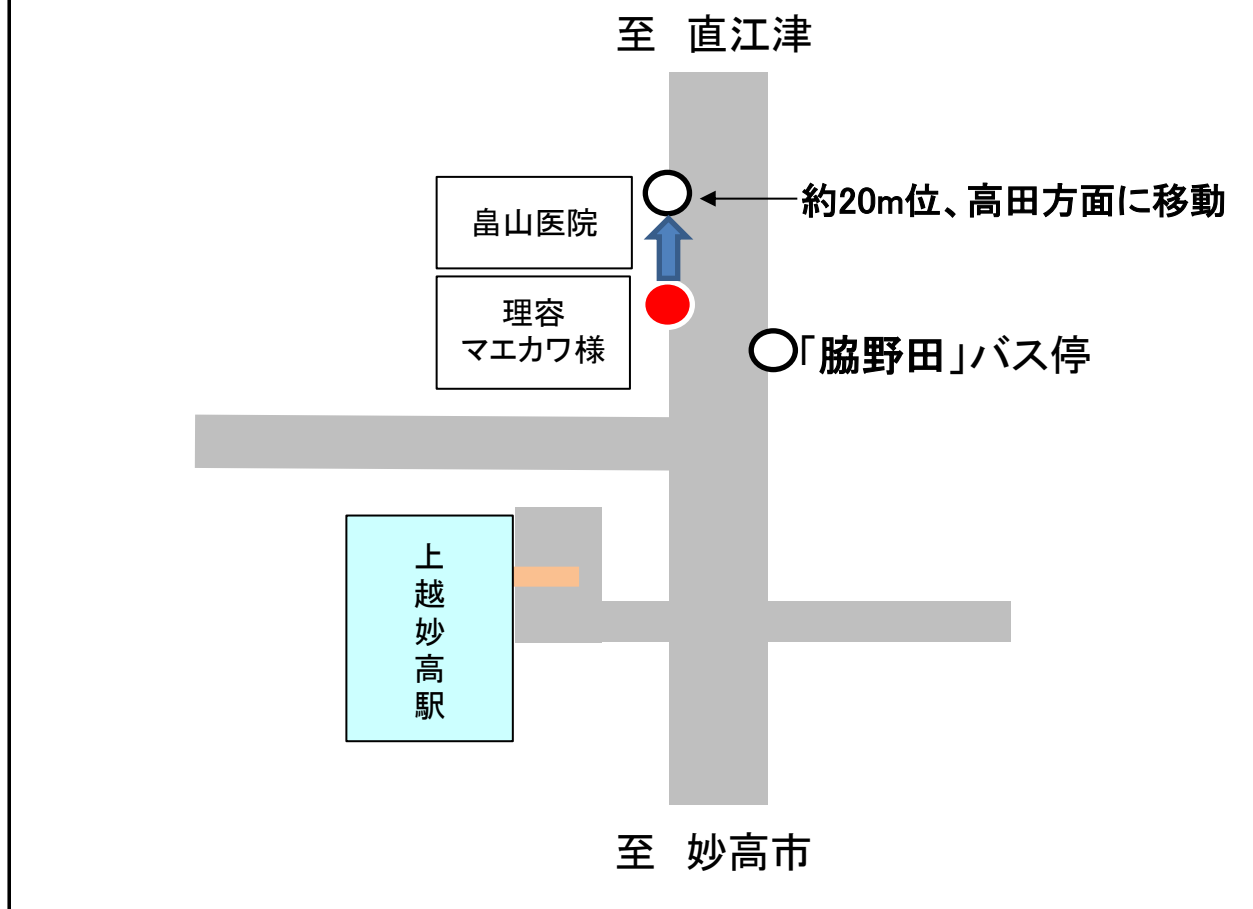 至　直江津
約20m位、高田方面に移動
畠山医院
理容
マエカワ様
「脇野田」バス停
上越妙高駅
至　妙高市